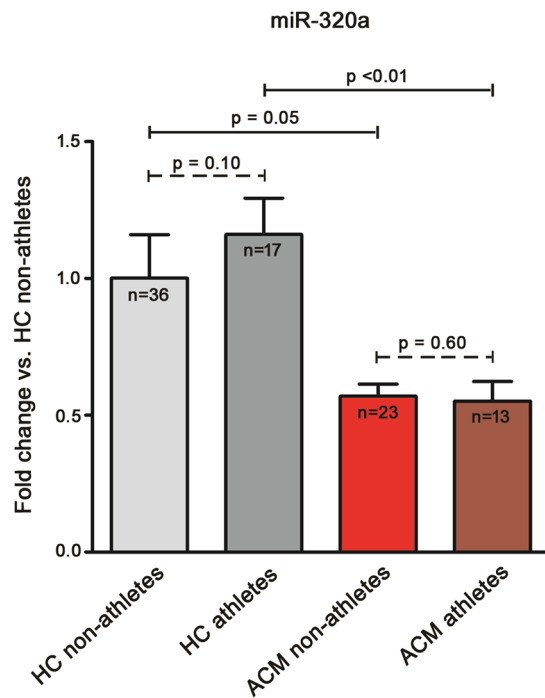 miR-320a
p <0.01
p = 0.05
p = 0.10
p = 0.60
Fold change vs. HC non-athletes
1.5
1.0
0.5
0.0
n=36
n=17
n=23
n=13
HC non-athletes
HC athletes
ACM non-athletes
ACM athletes